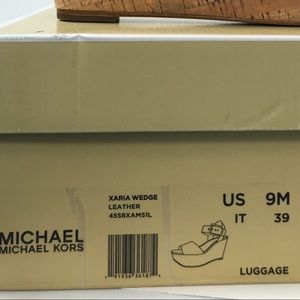 XARIA WEDGE
LEATHER
45S8XAMS1L
US 9M
IT 39
MICHAEL
MICHAEL KORS
LUGGAGE